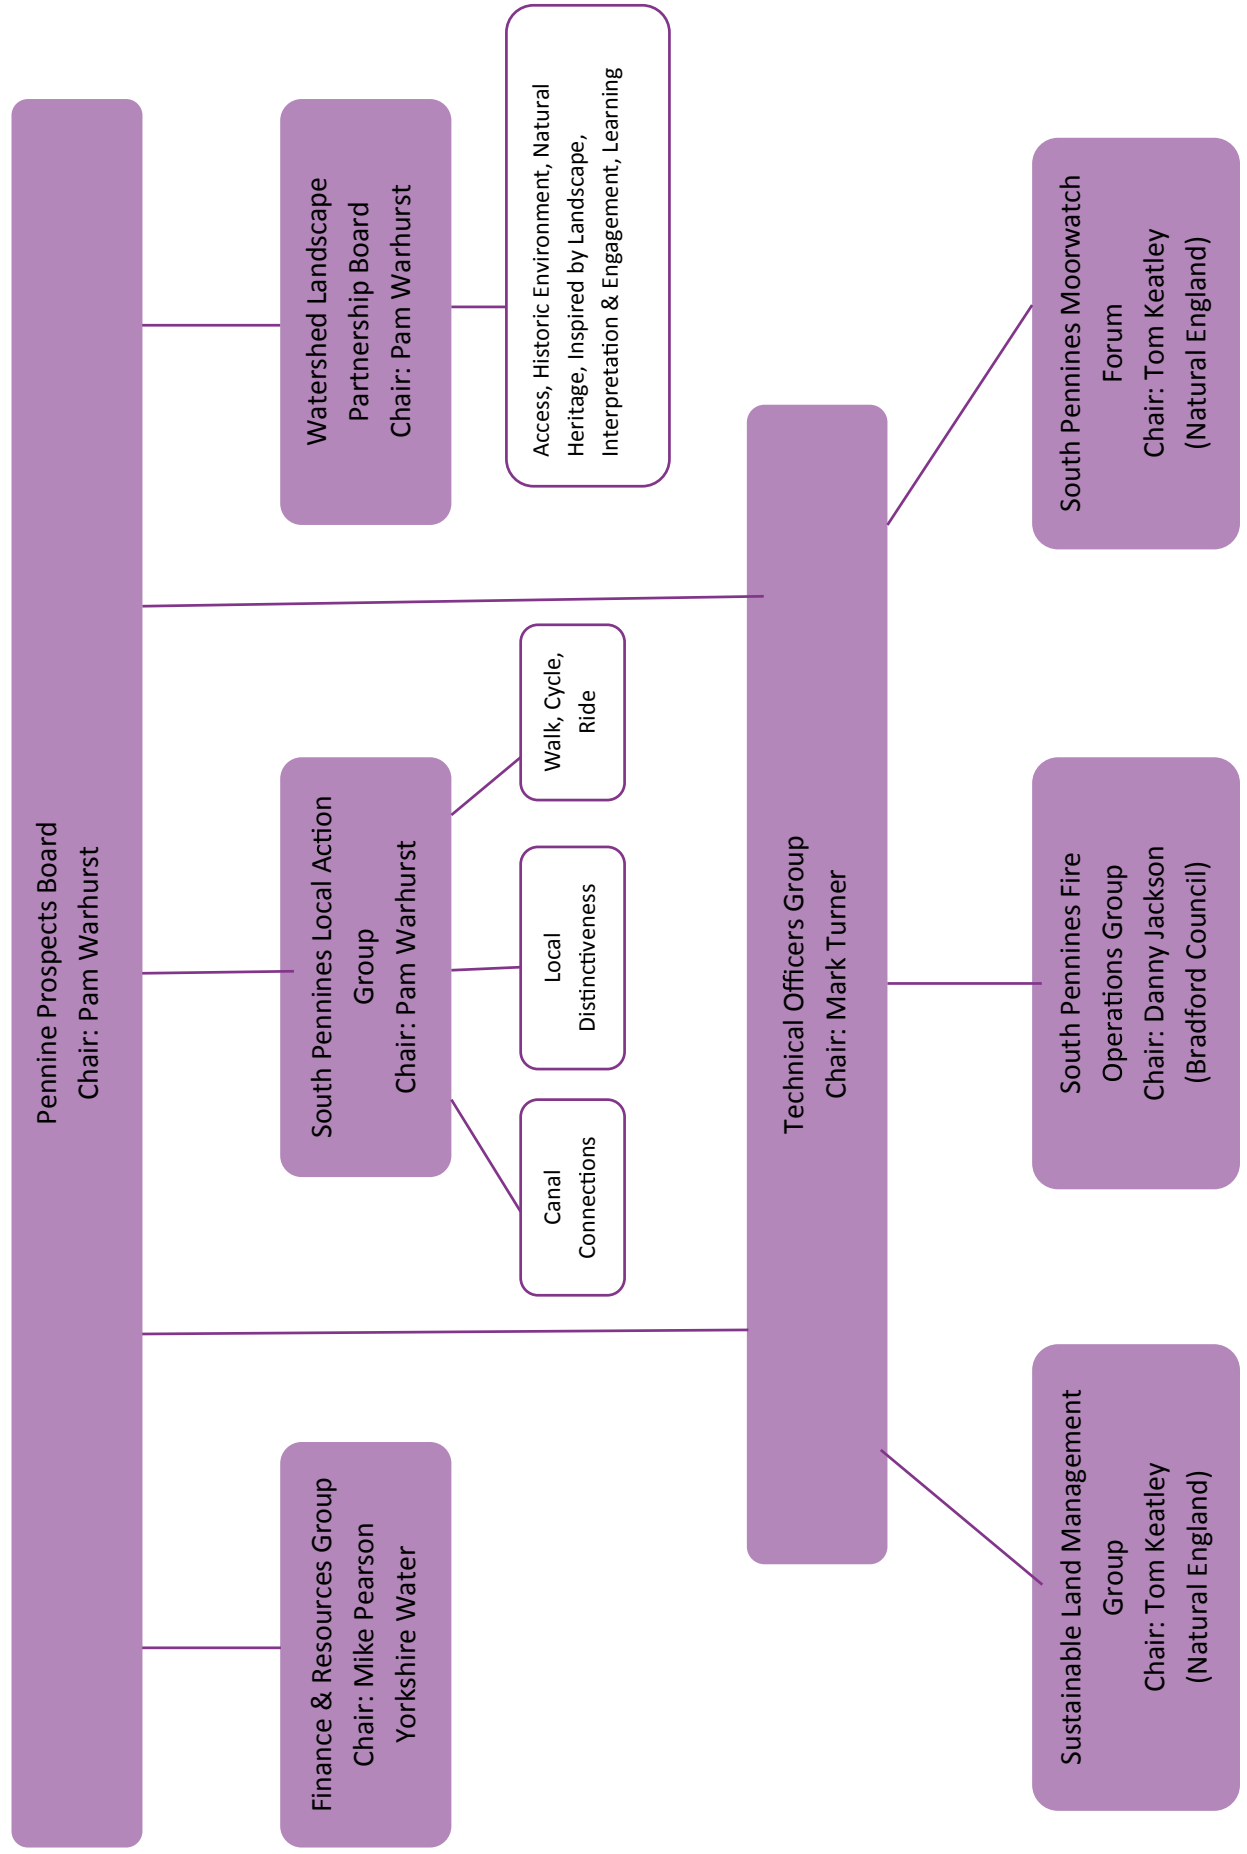 Pennine Prospects Board
Chair: Pam Warhurst
Finance & Resources Group
Chair: Mike Pearson
Yorkshire Water
South Pennines Local Action
Group
Chair: Pam Warhurst
Watershed Landscape
Partnership Board
Chair: Pam Warhurst
Canal
Connections
Local
Distinctiveness
Walk, Cycle,
Ride
Access, Historic Environment, Natural
Heritage, Inspired by Landscape,
Interpretation & Engagement, Learning
Technical Officers Group
Chair: Mark Turner
Sustainable Land Management
Group
Chair: Tom Keatley
(Natural England)
South Pennines Fire
Operations Group
Chair: Danny Jackson
(Bradford Council)
South Pennines Moorwatch
Forum
Chair: Tom Keatley
(Natural England)